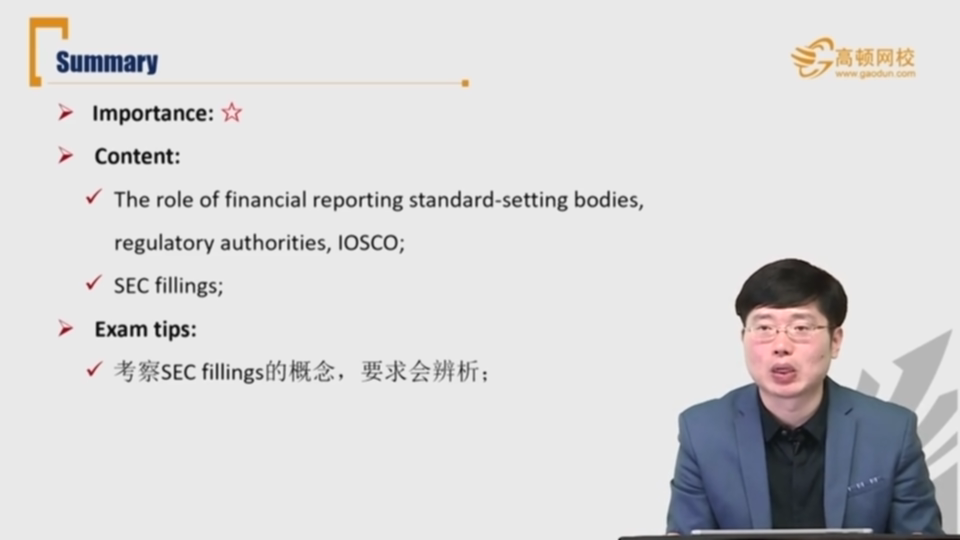 Summary
高顿网校
www.gaodun.com
Importance: ☆
Content:
The role of financial reporting standard-setting bodies,
regulatory authorities, IOSCO;
SEC fillings;
Exam tips:
考察SEC fillings的概念，要求会辨析；